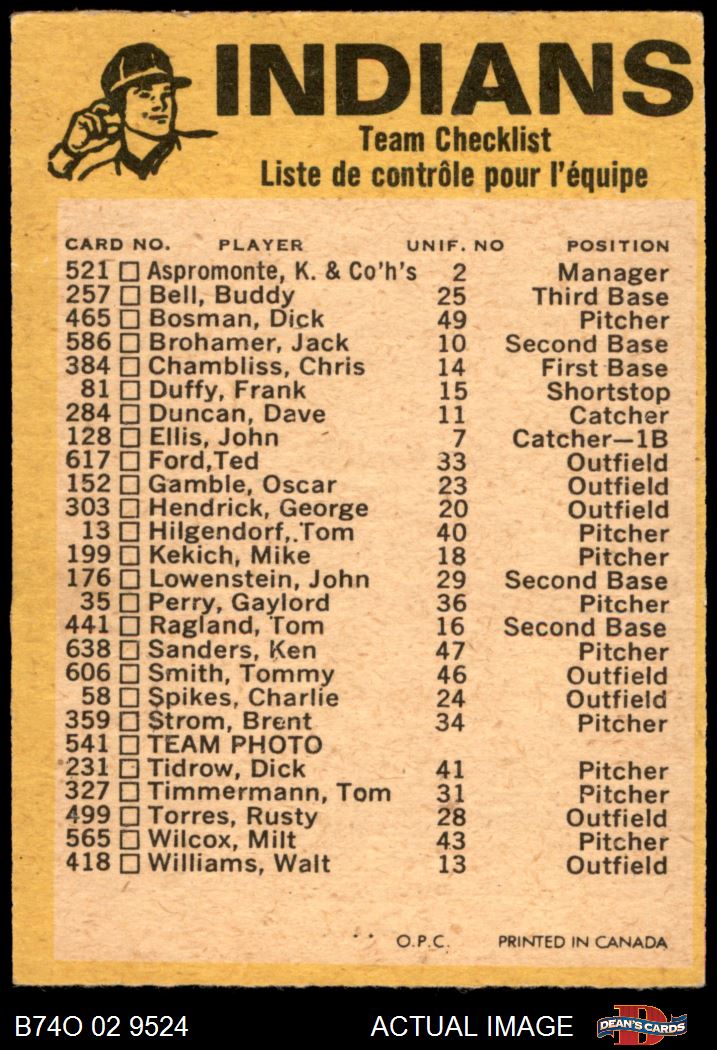 INDIANS
Team Checklist
Liste de contrôle pour l'équipe
CARD NO. PLAYER UNIF. NO POSITION
521 Aspromonte, K. & Co'h's 2 Manager
257 Bell, Buddy 25 Third Base
465 Bosman, Dick 49 Pitcher
586 Brohamer, Jack 10 Second Base
384 Chambliss, Chris 14 First Base
81 Duffy, Frank 15 Shortstop
284 Duncan, Dave 11 Catcher
128 Ellis, John 7 Catcher—1B
617 Ford,Ted 33 Outfield
152 Gamble, Oscar 23 Outfield
303 Hendrick, George 20 Outfield
13 Hilgendorf, Tom 40 Pitcher
199 Kekich, Mike 18 Pitcher
176 Lowenstein, John 29 Second Base
35 Perry, Gaylord 36 Pitcher
441 Ragland, Tom 16 Second Base
638 Sanders, Ken 47 Pitcher
606 Smith, Tommy 46 Outfield
58 Spikes, Charlie 24 Outfield
359 Strom, Brent 34 Pitcher
541 TEAM PHOTO
231 Tidrow, Dick 41 Pitcher
327 Timmermann, Tom 31 Pitcher
499 Torres, Rusty 28 Outfield
565 Wilcox, Milt 43 Pitcher
418 Williams, Walt 13 Outfield
O.P.C. PRINTED IN CANADA
B74O 02 9524 ACTUAL IMAGE D DEAN'S CARDS